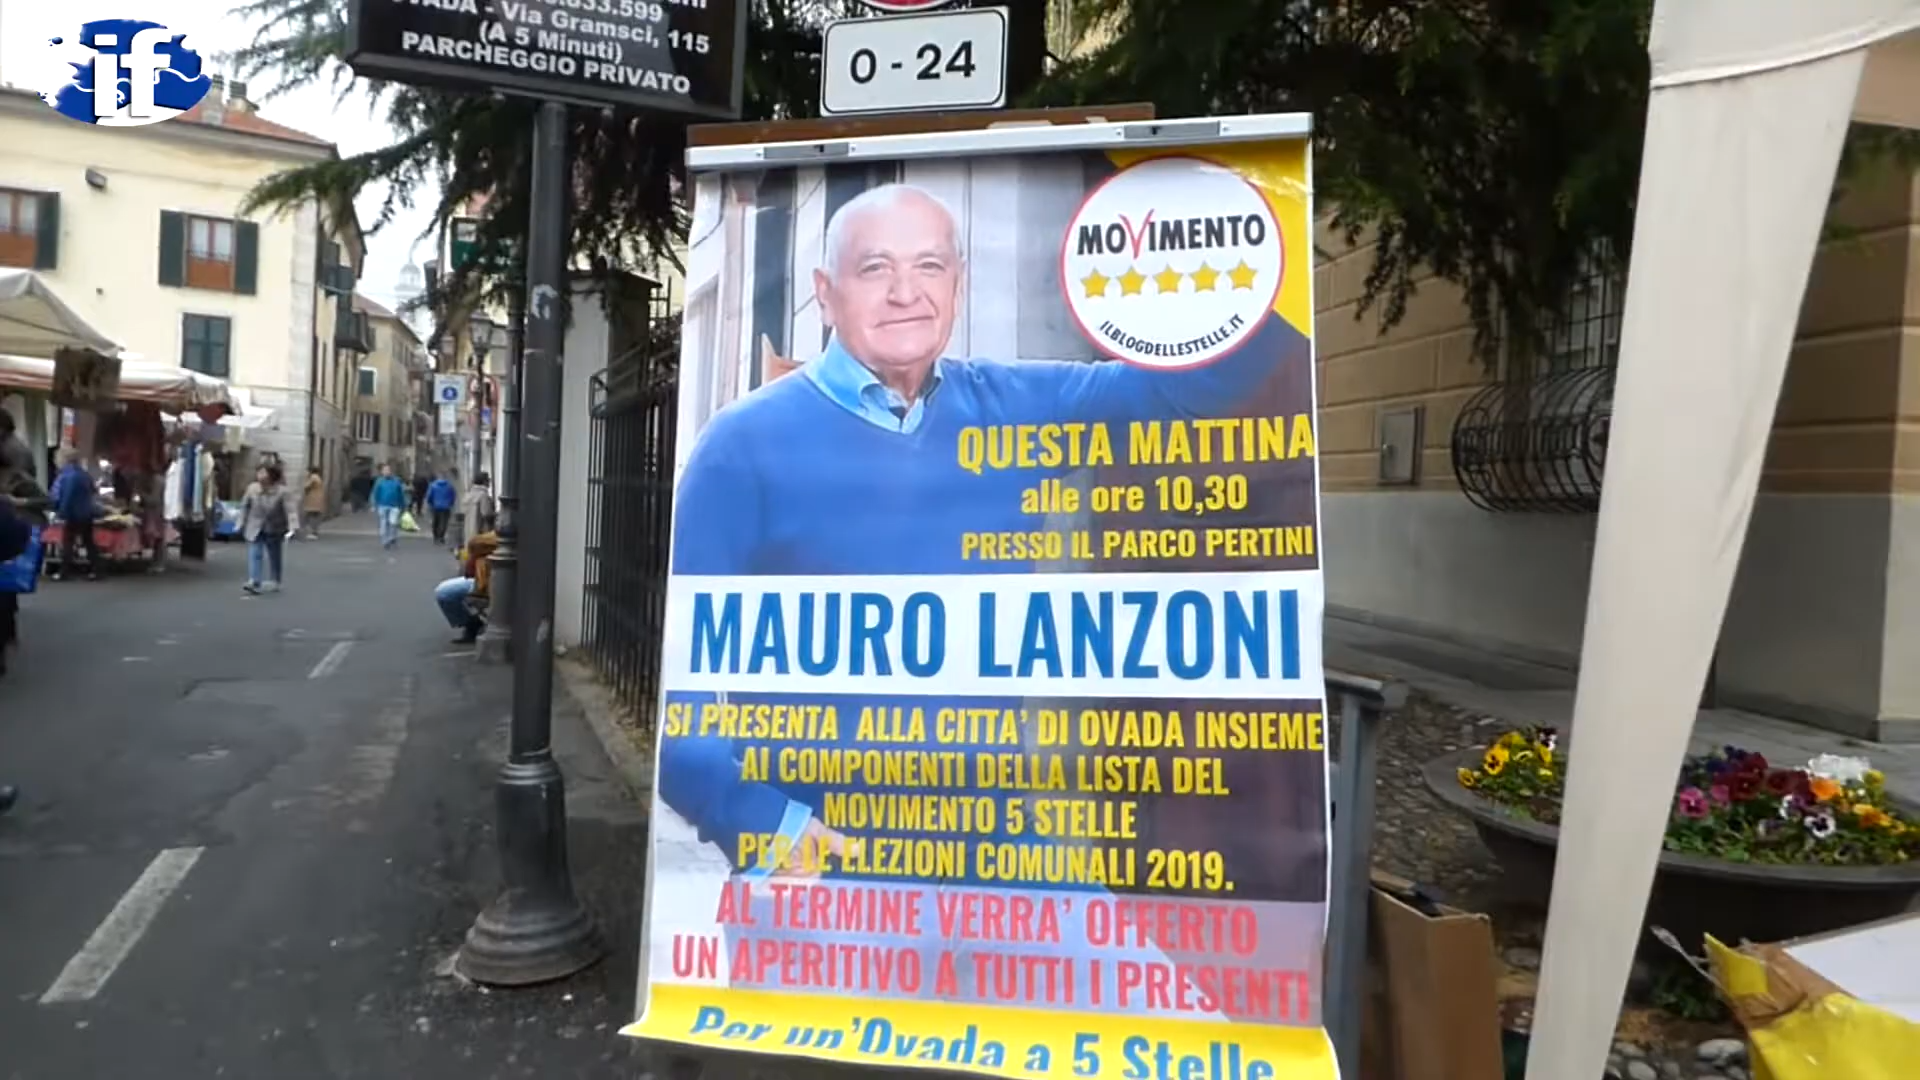 if
OVADA - Via Gramsci, 115
(A 5 Minuti)
PARCHEGGIO PRIVATO
0 - 24
MOVIMENTO
ILBLOGDELLESTELLE.IT
QUESTA MATTINA
alle ore 10,30
PRESSO IL PARCO PERTINI
MAURO LANZONI
SI PRESENTA ALLA CITTA' DI OVADA INSIEME
AI COMPONENTI DELLA LISTA DEL
MOVIMENTO 5 STELLE
PER LE ELEZIONI COMUNALI 2019.
AL TERMINE VERRA' OFFERTO
UN APERITIVO A TUTTI I PRESENTI
Per un'Ovada a 5 Stelle